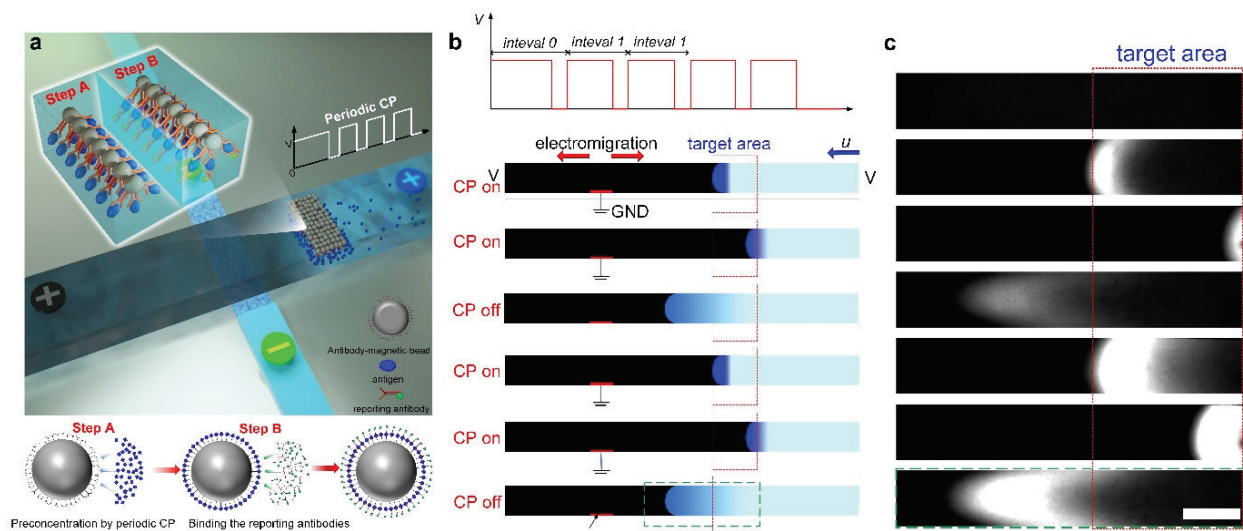 a
Step A
Step B
Periodic CP
V
0
+
+
−
Antibody-magnetic bead
antigen
reporting antibody
Step A
Step B
Preconcentration by periodic CP
Binding the reporting antibodies
b
V
inteval 0
inteval 1
inteval 1
electromigration
target area
u
V
V
CP on
GND
CP on
CP off
CP on
CP on
CP off
c
target area